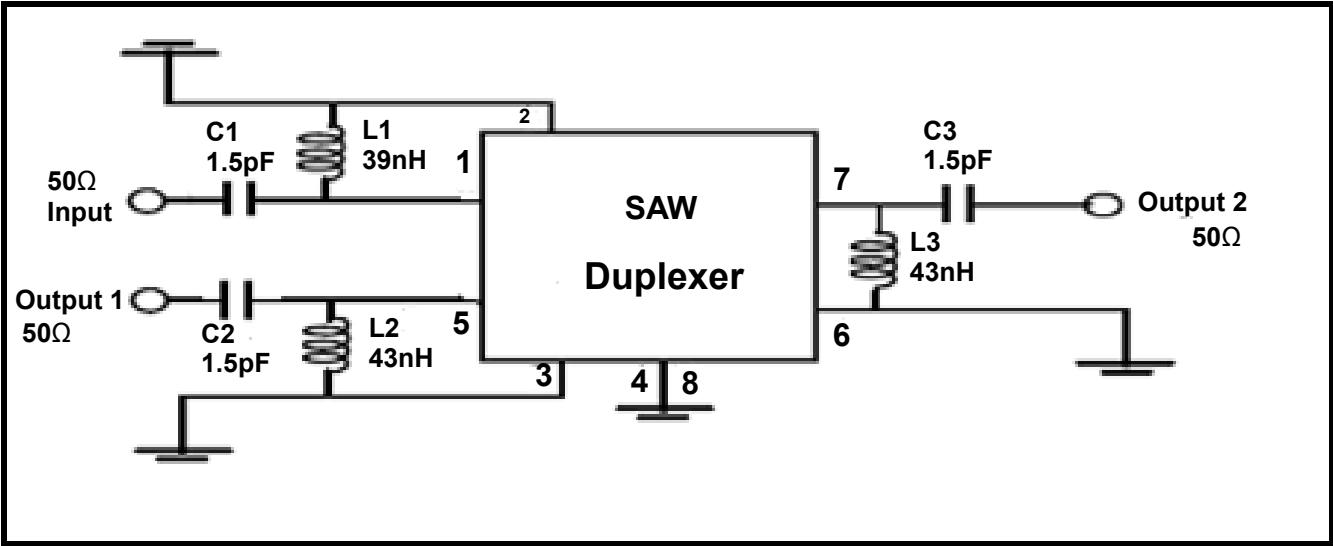 2
C1
1.5pF
L1
39nH
1
50Ω
Input
SAW
Duplexer
7
C3
1.5pF
Output 2
50Ω
L3
43nH
Output 1
50Ω
C2
1.5pF
L2
43nH
5
6
3
4
8